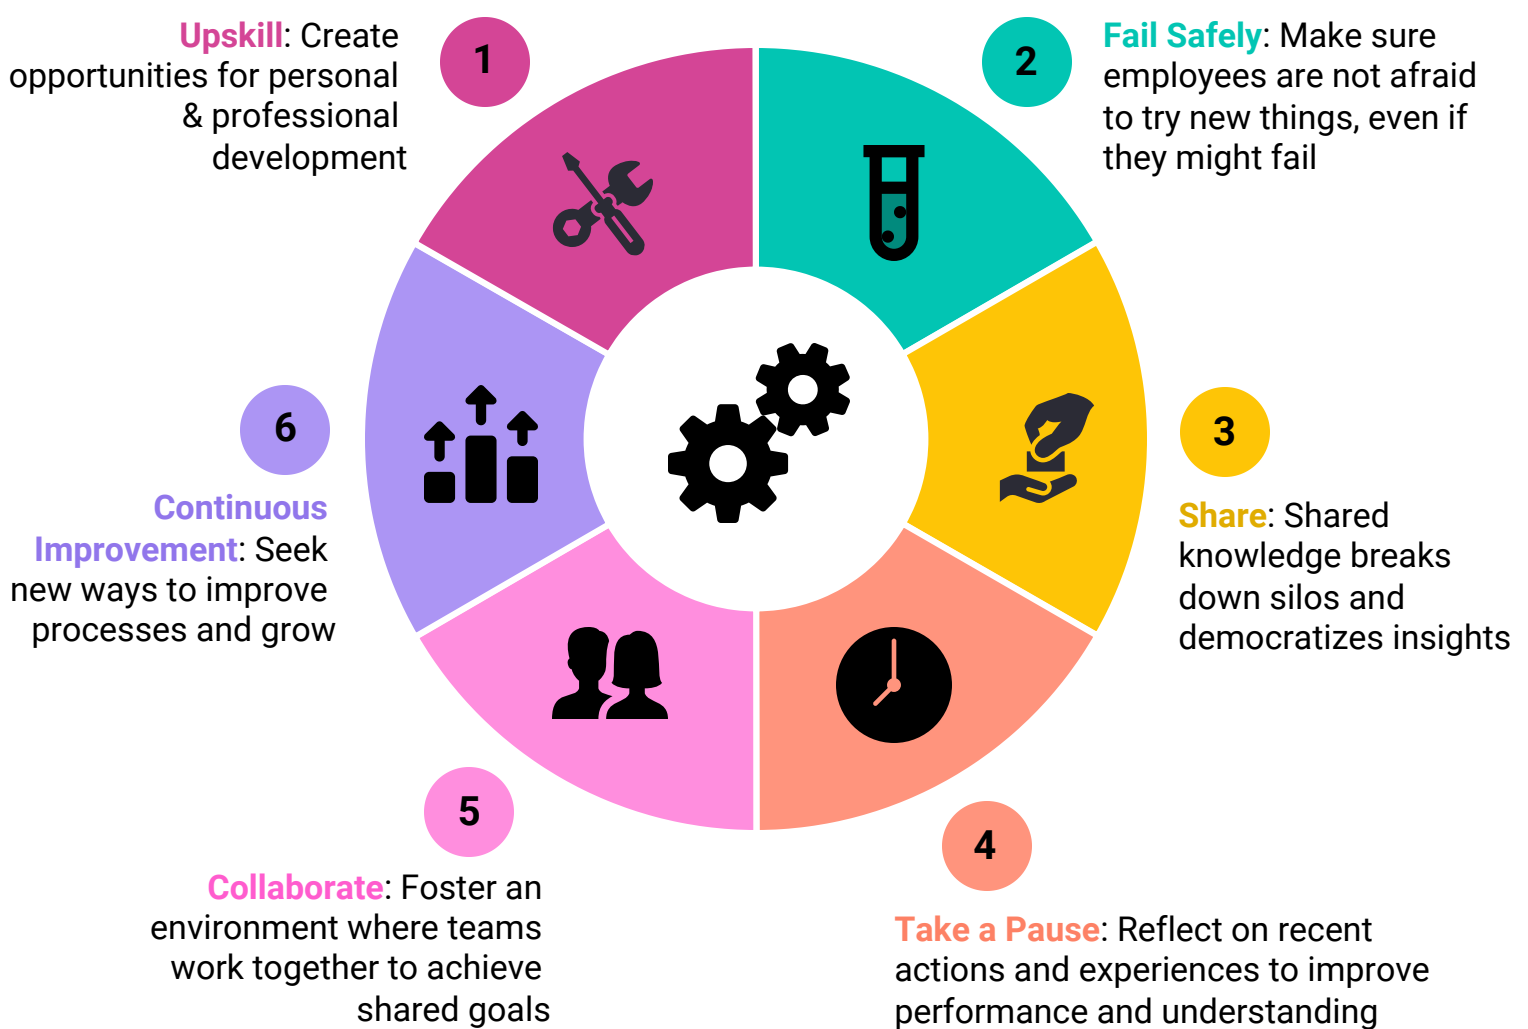 1
Upskill: Create
opportunities for personal
& professional
development
2
Fail Safely: Make sure
employees are not afraid
to try new things, even if
they might fail
3
Share: Shared
knowledge breaks
down silos and
democratizes insights
4
Take a Pause: Reflect on recent
actions and experiences to improve
performance and understanding
5
Collaborate: Foster an
environment where teams
work together to achieve
shared goals
6
Continuous
Improvement: Seek
new ways to improve
processes and grow